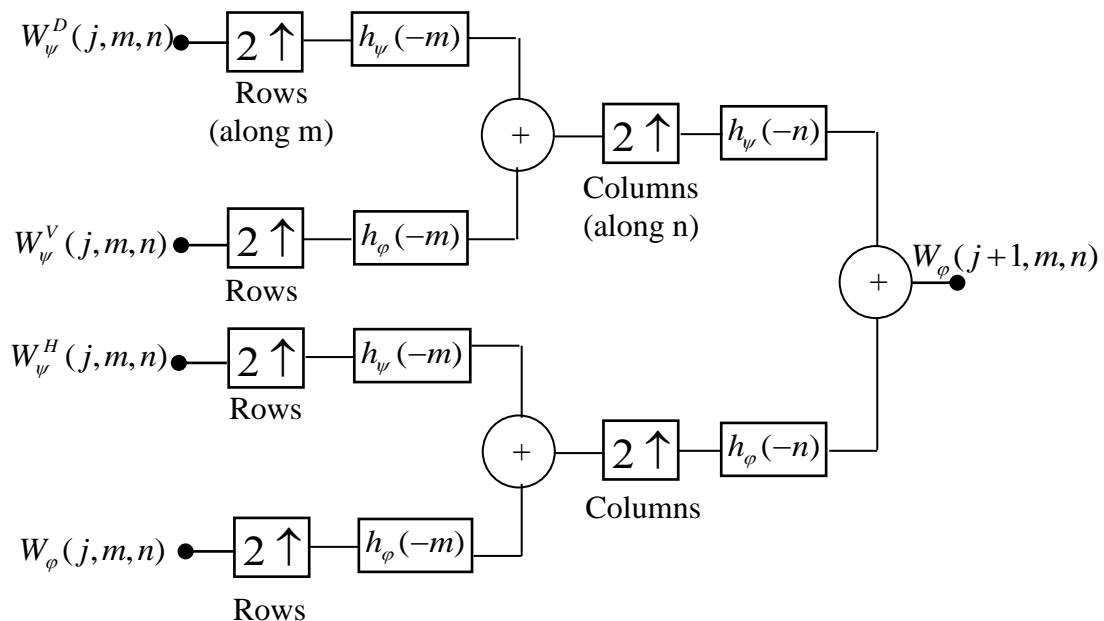 W_ψ^D(j,m,n)
2 ↑
h_ψ(−m)
Rows
(along m)
+
2 ↑
h_ψ(−n)
Columns
(along n)
W_ψ^V(j,m,n)
2 ↑
h_φ(−m)
Rows
+
W_φ(j+1,m,n)
W_ψ^H(j,m,n)
2 ↑
h_ψ(−m)
Rows
+
2 ↑
h_φ(−n)
Columns
W_φ(j,m,n)
2 ↑
h_φ(−m)
Rows